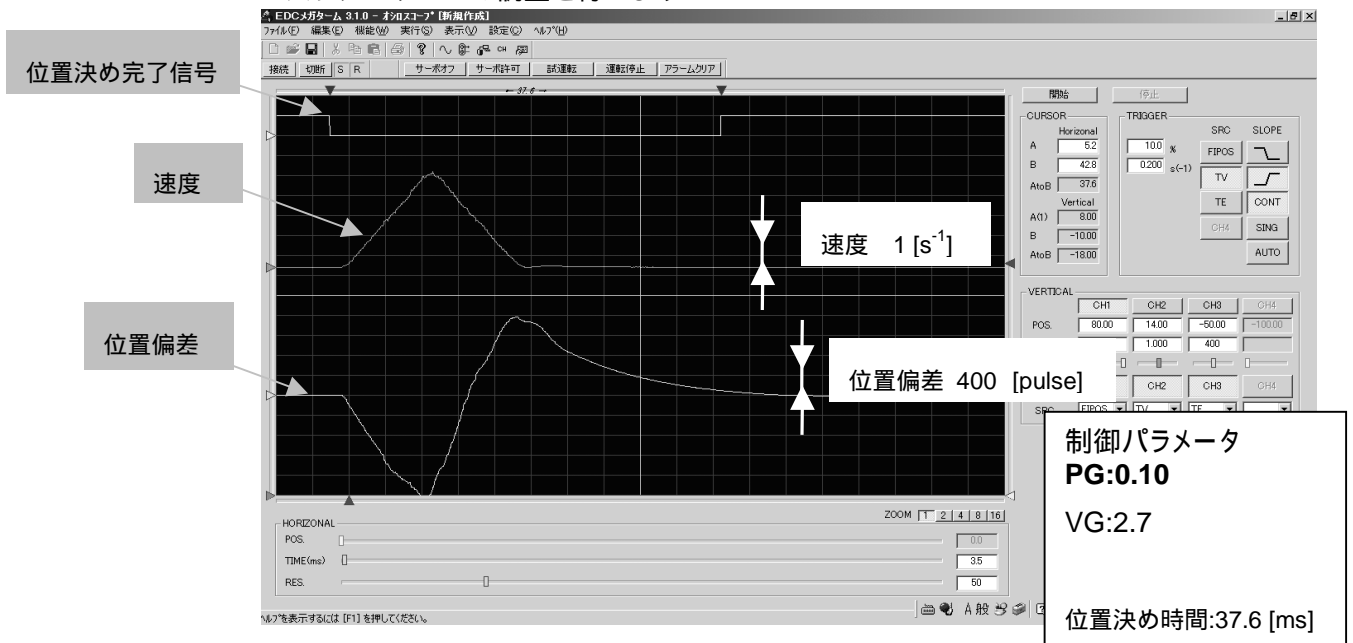 EDCメガターム 3.1.0 - オシロスコープ [新規作成]
ファイル(F) 編集(E) 機能(W) 実行(S) 表示(V) 設定(C) ヘルプ(H)
接続 切断 S R サーボオフ サーボ許可 試運転 運転停止 アラームクリア
位置決め完了信号
速度
位置偏差
← 37.6 →
速度 1 [s-1]
位置偏差 400 [pulse]
開始 停止
CURSOR
Horizonal
A 5.2
B 42.8
AtoB 37.6
Vertical
A(1) 8.00
B -10.00
AtoB -18.00
TRIGGER
10.0 %
0.200 s(-1)
SRC SLOPE
FIPOS
TV
TE CONT
CH4 SING
AUTO
VERTICAL
CH1 CH2 CH3 CH4
POS. 80.00 14.00 -50.00 -100.00
1.000 400
CH2 CH3 CH4
FIPOS TV TE
制御パラメータ
PG:0.10
VG:2.7
位置決め時間:37.6 [ms]
ZOOM 1 2 4 8 16
HORIZONAL
POS. 0.0
TIME(ms) 3.5
RES. 50
A 般
ヘルプを表示するには [F1] を押してください。